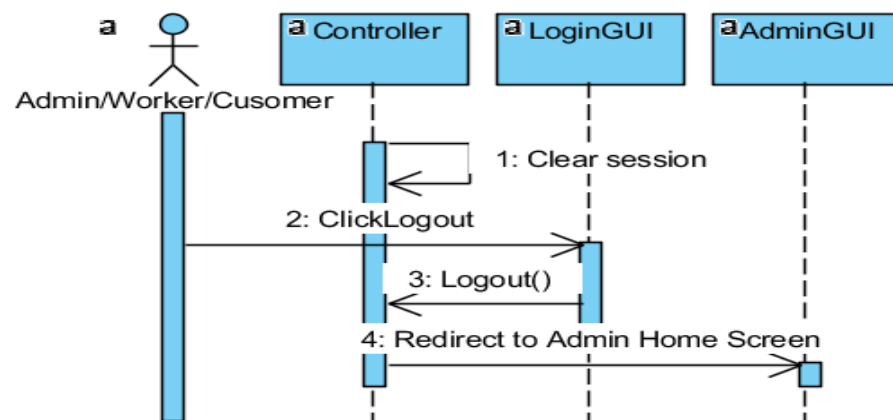 a
a Controller
a LoginGUI
a AdminGUI
Admin/Worker/Cusomer
1: Clear session
2: ClickLogout
3: Logout()
4: Redirect to Admin Home Screen